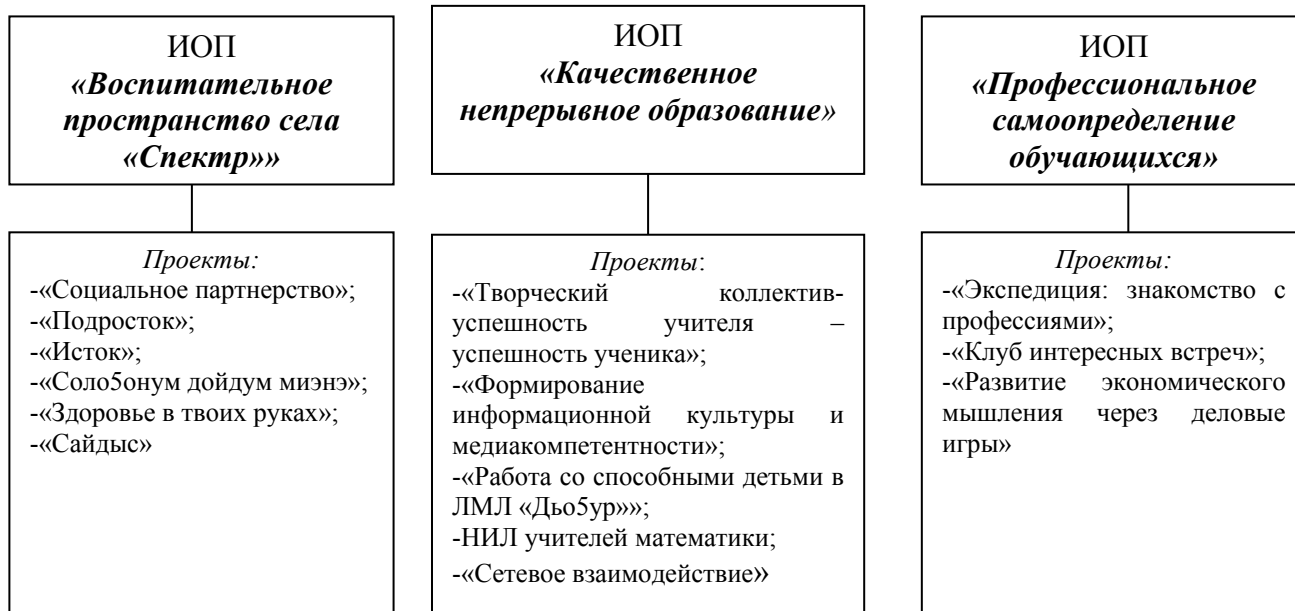 ИОП
«Воспитательное
пространство села
«Спектр»»
ИОП
«Качественное
непрерывное образование»
ИОП
«Профессиональное
самоопределение
обучающихся»
Проекты:
-«Социальное партнерство»;
-«Подросток»;
-«Исток»;
-«Соло5онум дойдум миэнэ»;
-«Здоровье в твоих руках»;
-«Сайдыс»
Проекты:
-«Творческий коллектив-
успешность учителя –
успешность ученика»;
-«Формирование
информационной культуры и
медиакомпетентности»;
-«Работа со способными детьми в
ЛМЛ «Дьо5ур»»;
-НИЛ учителей математики;
-«Сетевое взаимодействие»
Проекты:
-«Экспедиция: знакомство с
профессиями»;
-«Клуб интересных встреч»;
-«Развитие экономического
мышления через деловые
игры»